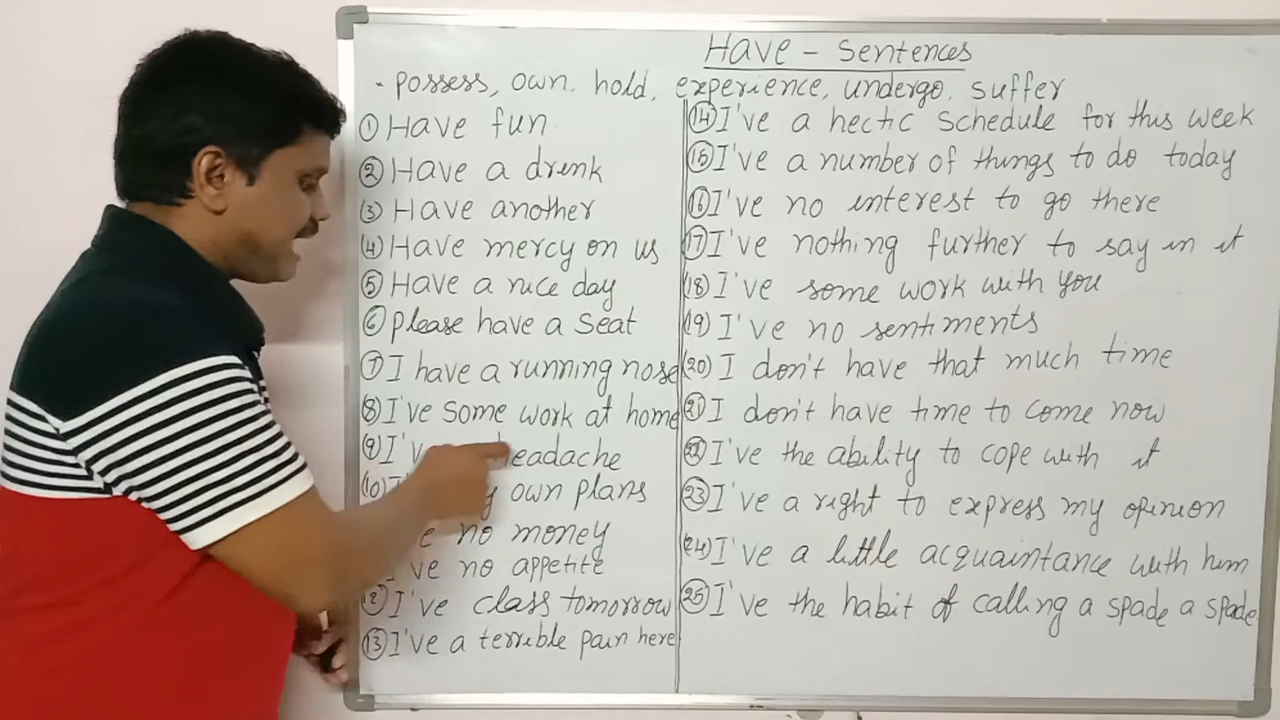 Have - Sentences
- possess, own. hold, experience, undergo. suffer
① Have fun
② Have a drink
③ Have another
(4) Have mercy on us
⑤ Have a nice day
⑥ please have a seat
⑦ I have a running nose
⑧ I've some work at home
(9) I'v headache
(10) I own plans
e no money
've no appetite
⑫ I've class tomorrow
⑬ I've a terrible pain here
⑭ I've a hectic schedule for this week
⑮ I've a number of things to do today
⑯ I've no interest to go there
⑰ I've nothing further to say in it
(18) I've some work with you
(19) I've no sentiments
(20) I don't have that much time
㉑ I don't have time to come now
㉒ I've the ability to cope with it
㉓ I've a right to express my opinion
(24) I've a little acquaintance with him
㉕ I've the habit of calling a spade a spade